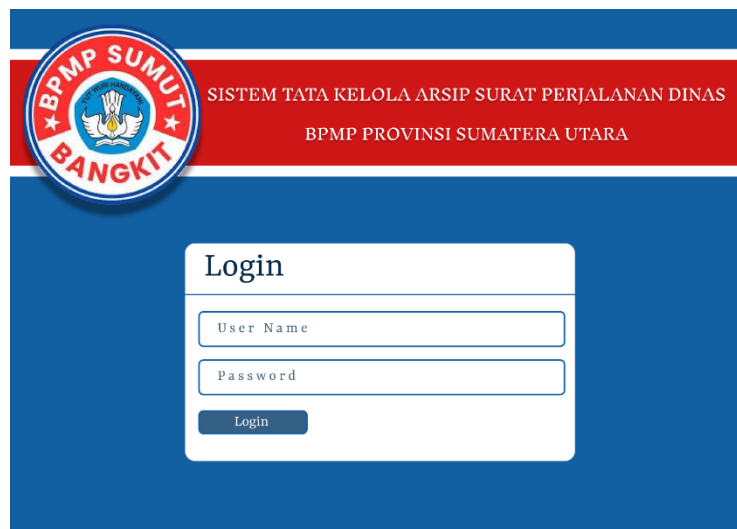 BPMP SUMUT
TUT WURI HANDAYANI
BANGKIT
SISTEM TATA KELOLA ARSIP SURAT PERJALANAN DINAS
BPMP PROVINSI SUMATERA UTARA
Login
User Name
Password
Login